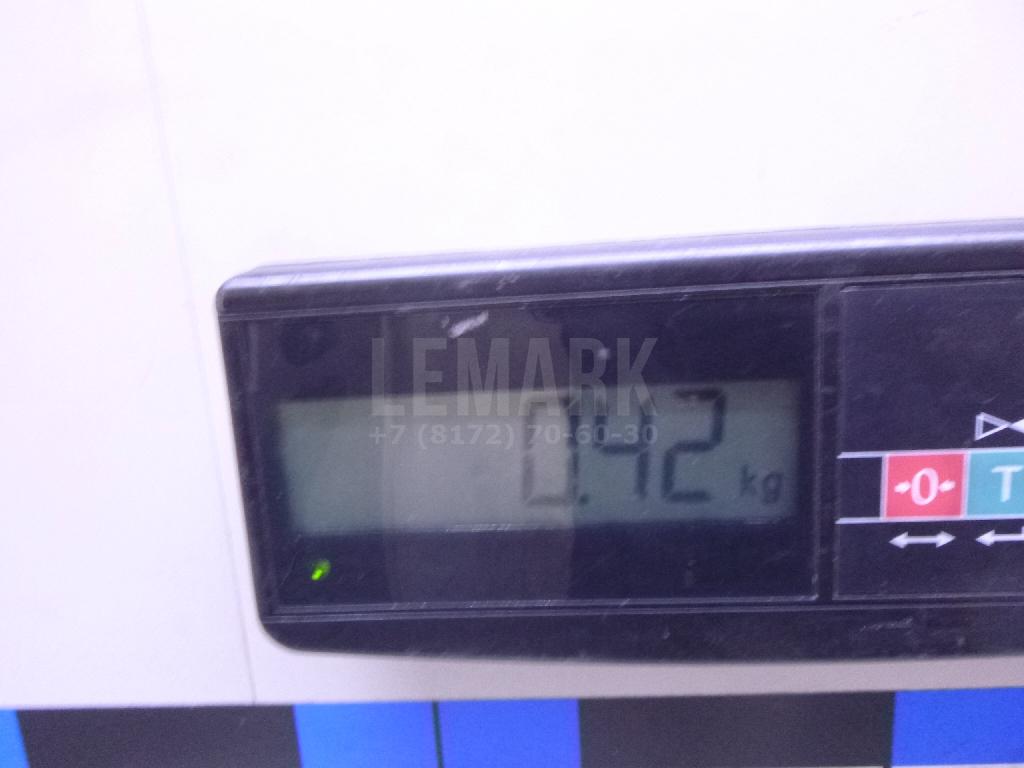 LEMARK
+7 (8172) 70-60-30
0.42 kg
→0← T